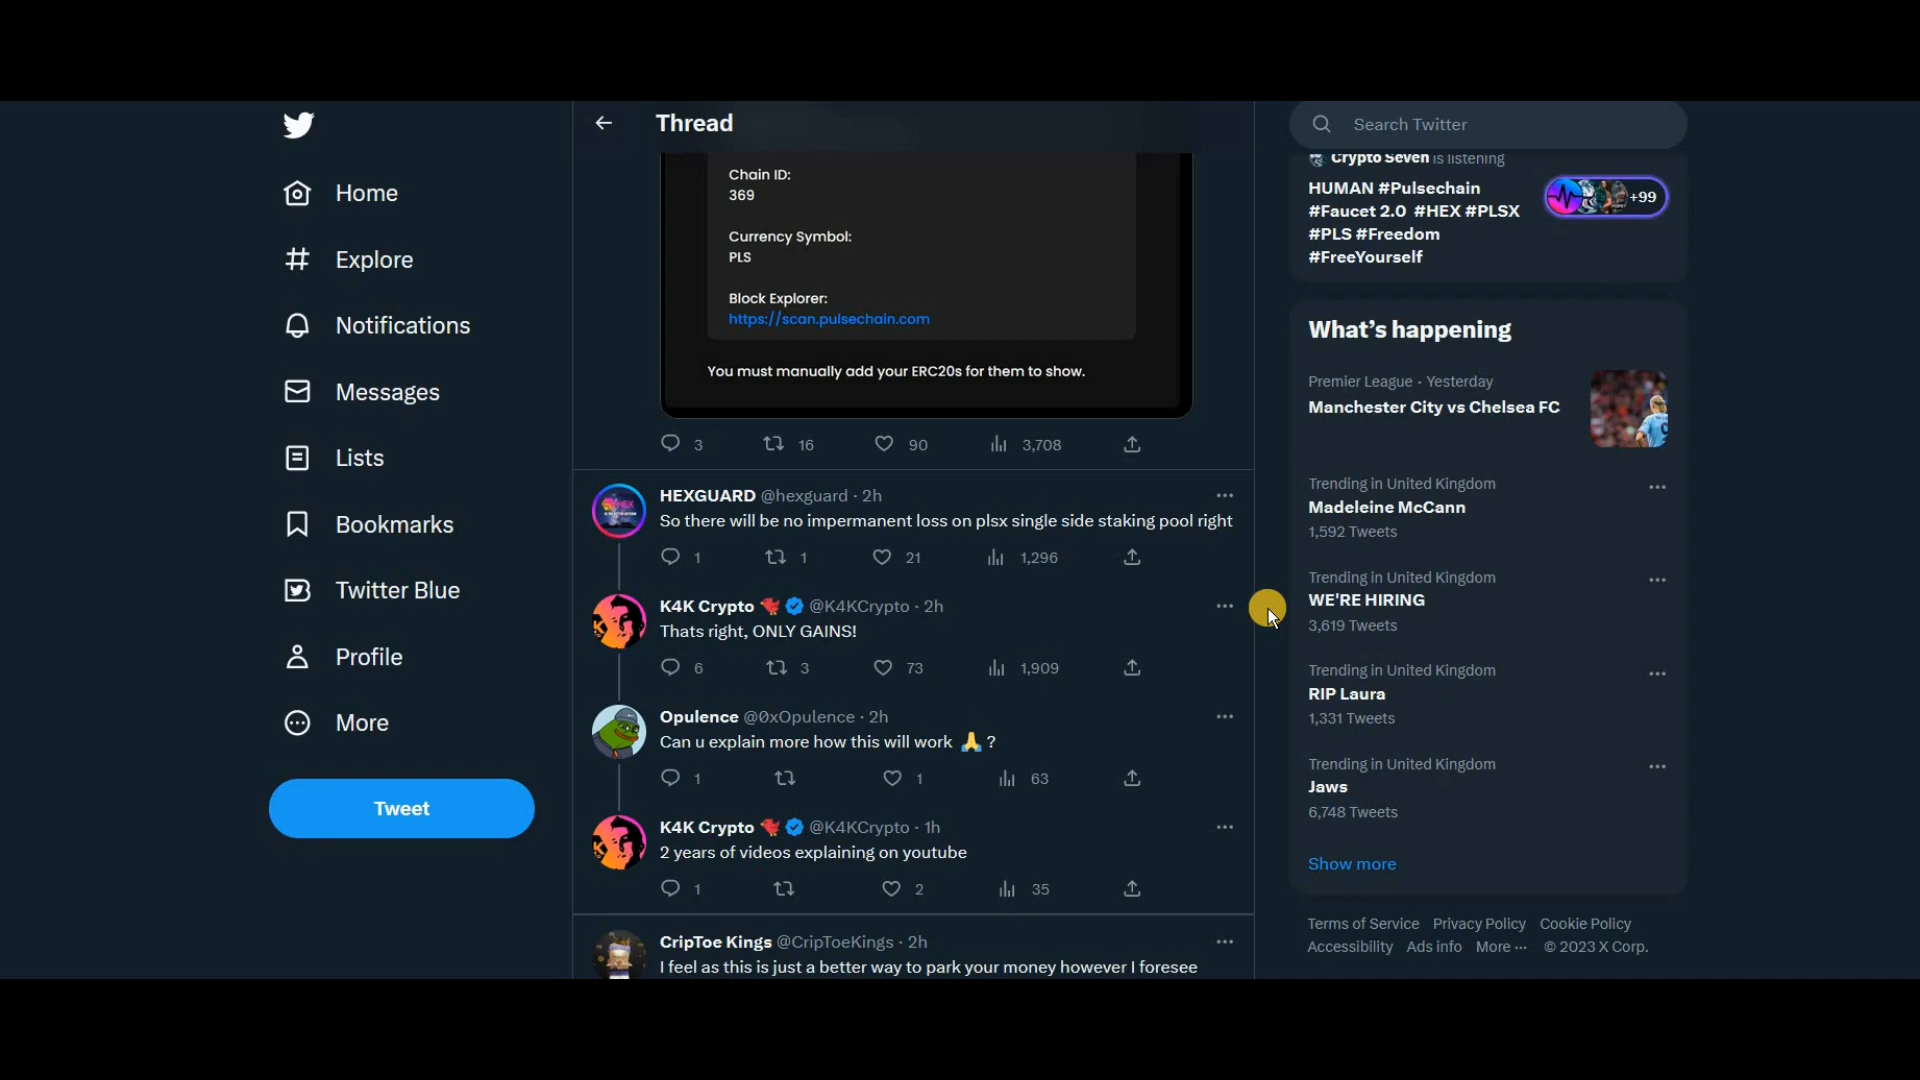 Home
Explore
Notifications
Messages
Lists
Bookmarks
Twitter Blue
Profile
More
Tweet
Thread
Chain ID:
369
Currency Symbol:
PLS
Block Explorer:
https://scan.pulsechain.com
You must manually add your ERC20s for them to show.
3 16 90 3,708
HEXGUARD @hexguard · 2h
So there will be no impermanent loss on plsx single side staking pool right
1 1 21 1,296
K4K Crypto @K4KCrypto · 2h
Thats right, ONLY GAINS!
6 3 73 1,909
Opulence @0xOpulence · 2h
Can u explain more how this will work 🙏 ?
1 1 63
K4K Crypto @K4KCrypto · 1h
2 years of videos explaining on youtube
1 2 35
CripToe Kings @CripToeKings · 2h
I feel as this is just a better way to park your money however I foresee
Search Twitter
Crypto Seven is listening
HUMAN #Pulsechain
#Faucet 2.0 #HEX #PLSX
#PLS #Freedom
#FreeYourself
+99
What's happening
Premier League · Yesterday
Manchester City vs Chelsea FC
Trending in United Kingdom
Madeleine McCann
1,592 Tweets
Trending in United Kingdom
WE'RE HIRING
3,619 Tweets
Trending in United Kingdom
RIP Laura
1,331 Tweets
Trending in United Kingdom
Jaws
6,748 Tweets
Show more
Terms of Service Privacy Policy Cookie Policy
Accessibility Ads info More ··· © 2023 X Corp.